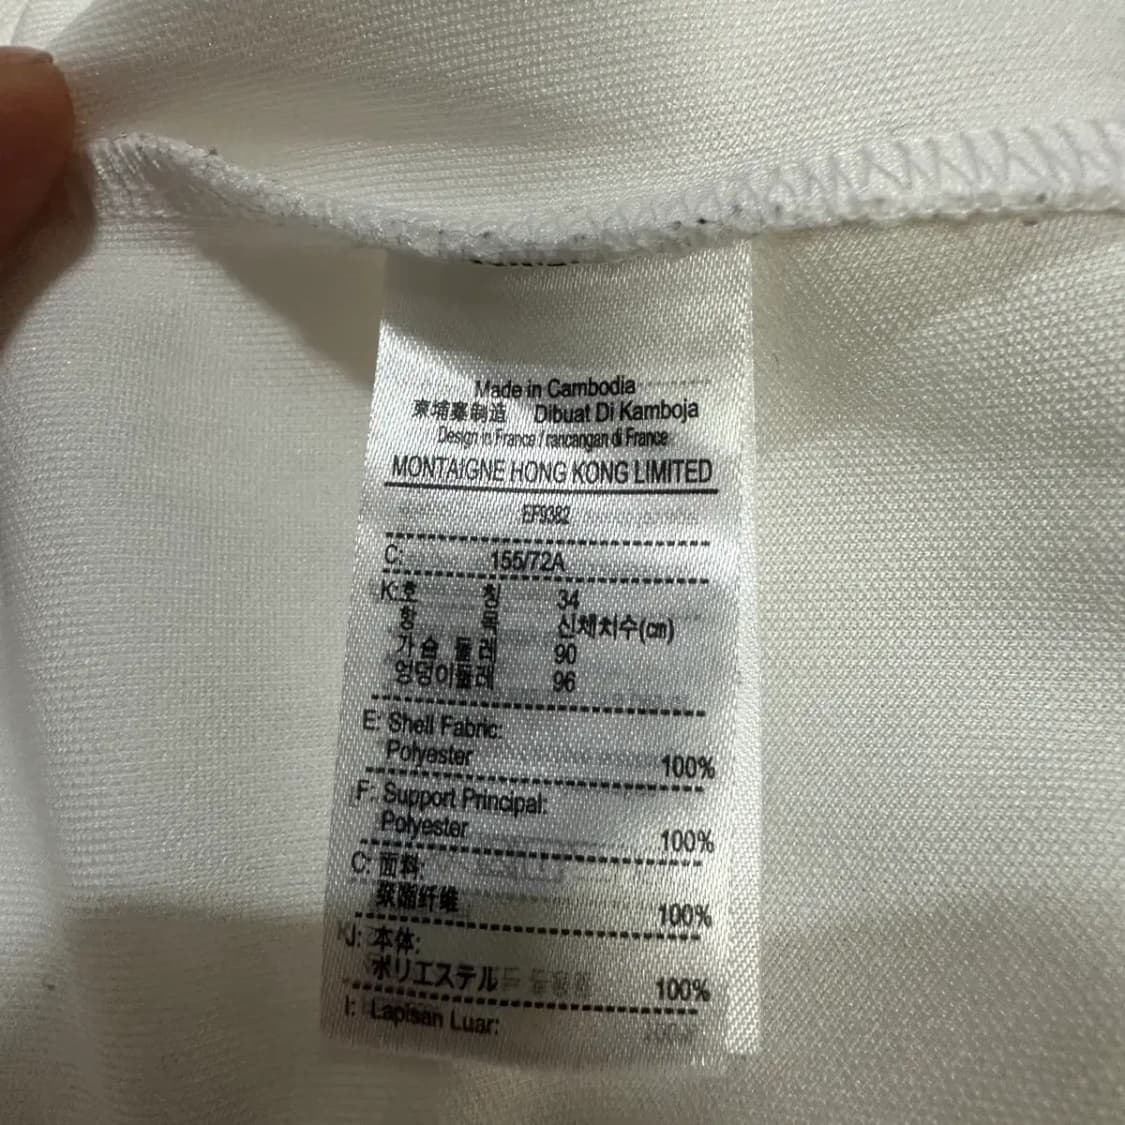 Made in Cambodia
柬埔寨制造 Dibuat Di Kamboja
Design in France / rancangan di France
MONTAIGNE HONG KONG LIMITED
EF9382
C: 155/72A
K: 호 칭 34
신체치수(cm)
가슴 둘레 90
엉덩이둘레 96
E: Shell Fabric:
Polyester 100%
F: Support Principal:
Polyester 100%
C: 面料:
聚酯纤维 100%
J: 本体:
ポリエステル 100%
I: Lapisan Luar: